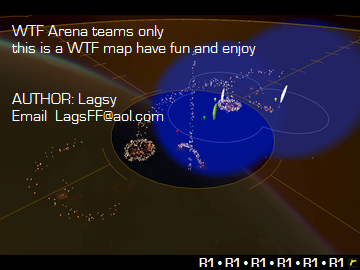 WTF Arena teams only
this is a WTF map have fun and enjoy
AUTHOR: Lagsy
Email LagsFF@aol.com
R1 • R1 • R1 • R1 • R1 • R1 r